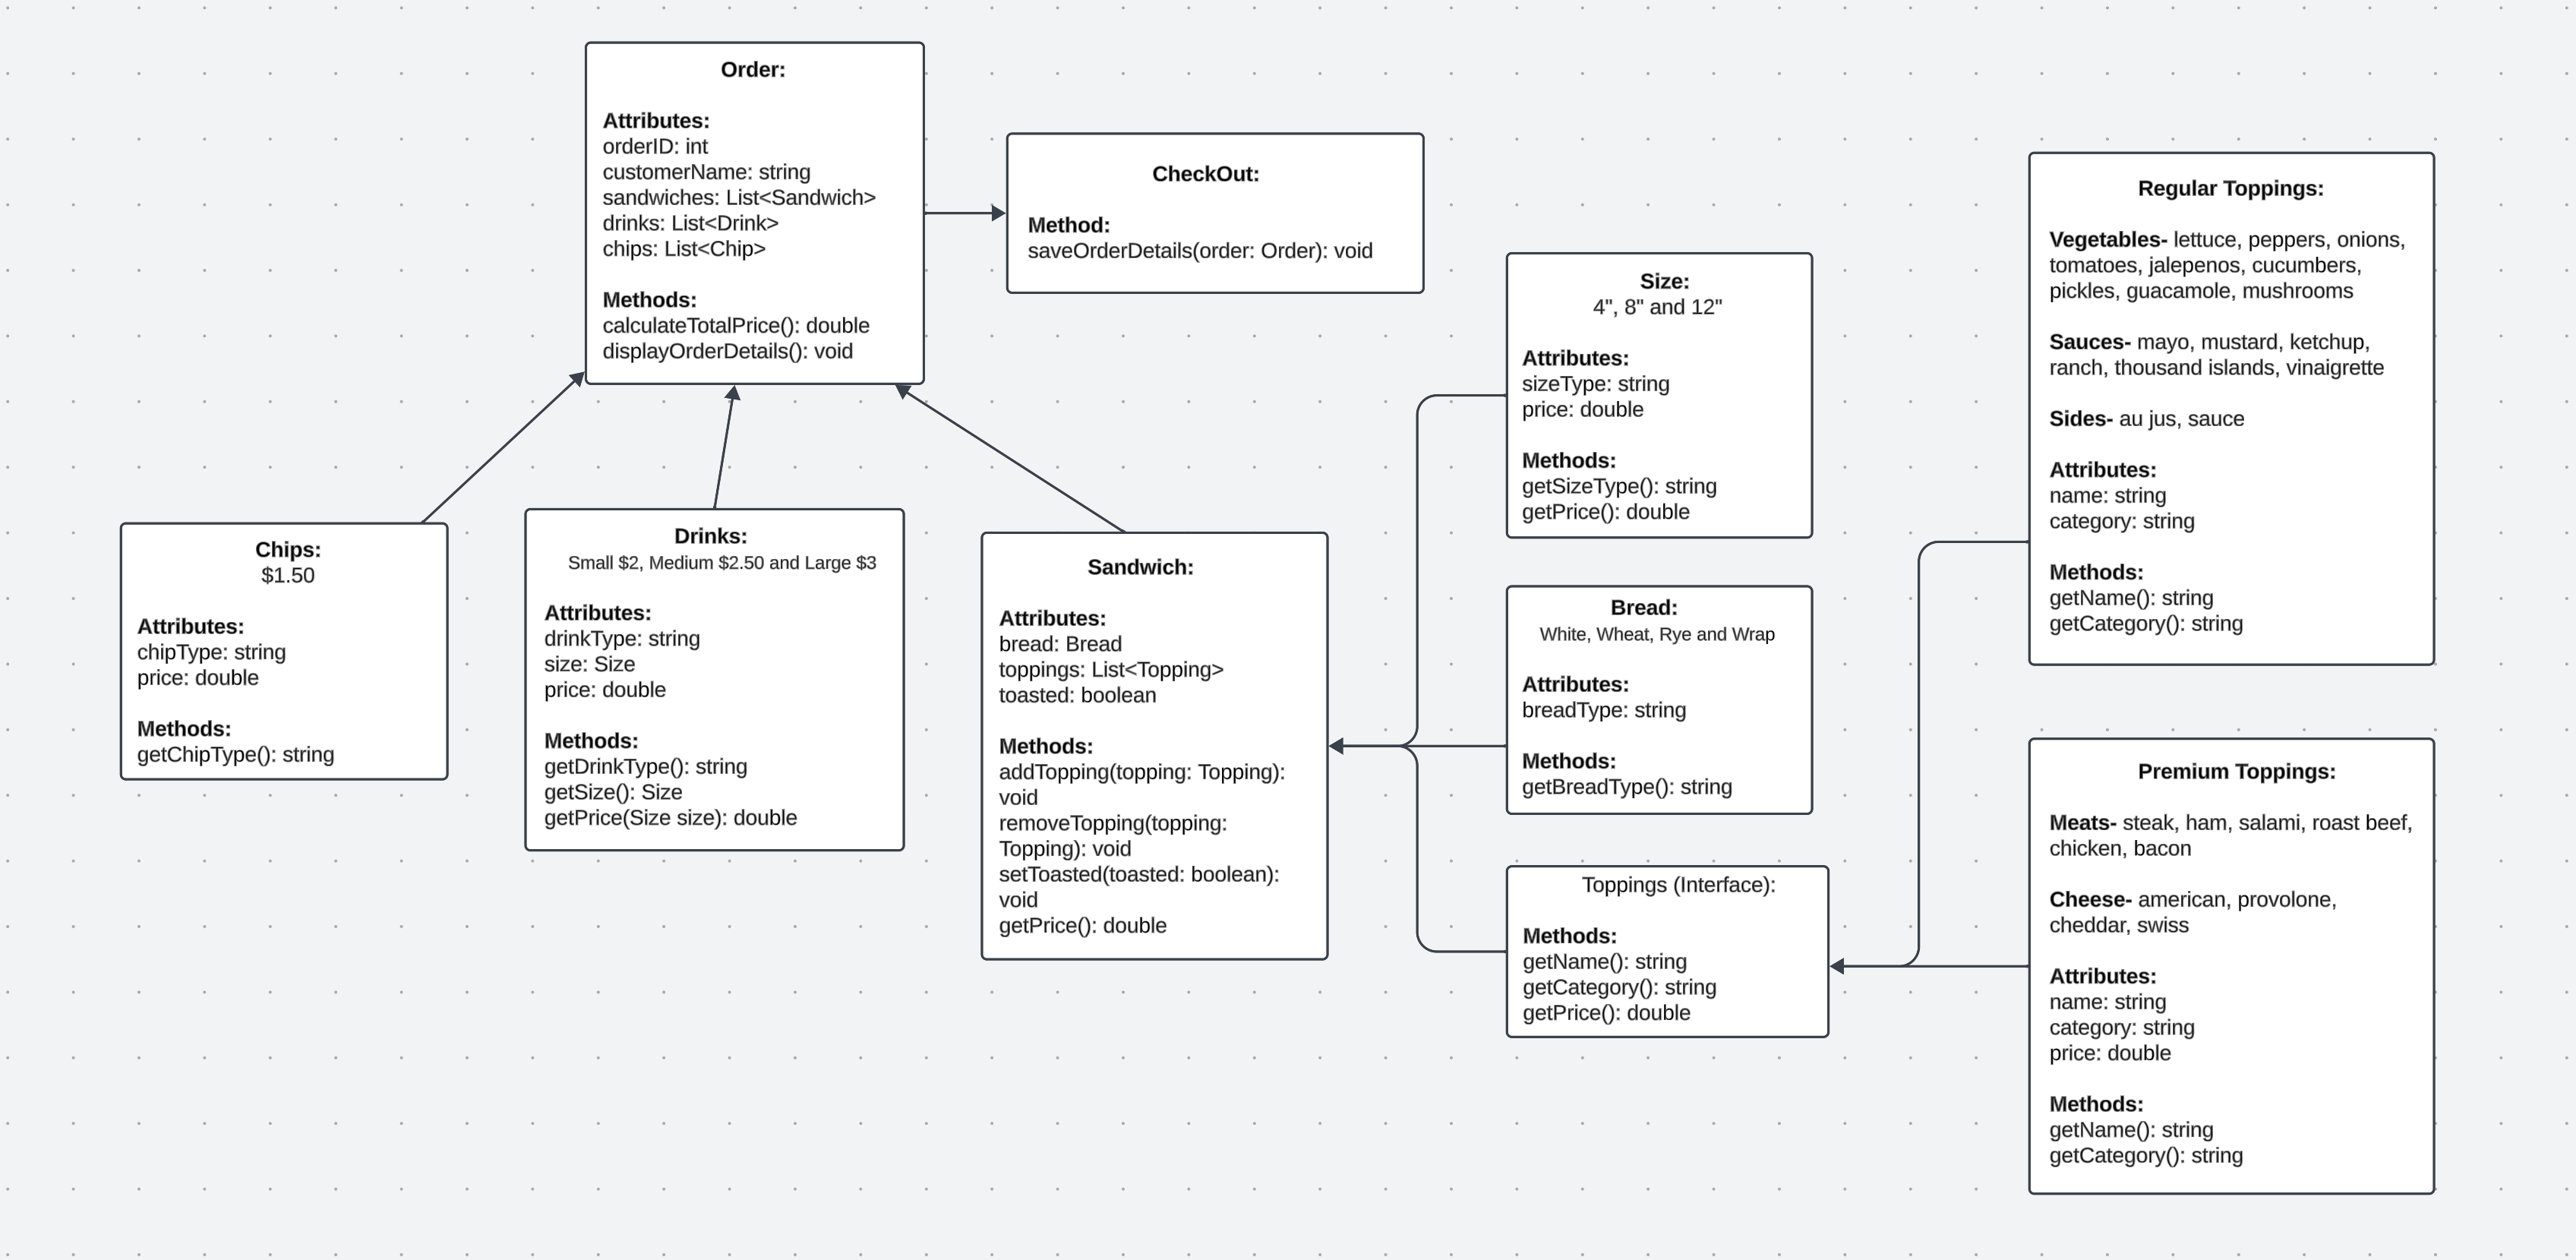 Order:
Attributes:
orderID: int
customerName: string
sandwiches: List<Sandwich>
drinks: List<Drink>
chips: List<Chip>
Methods:
calculateTotalPrice(): double
displayOrderDetails(): void
CheckOut:
Method:
saveOrderDetails(order: Order): void
Chips:
$1.50
Attributes:
chipType: string
price: double
Methods:
getChipType(): string
Drinks:
Small $2, Medium $2.50 and Large $3
Attributes:
drinkType: string
size: Size
price: double
Methods:
getDrinkType(): string
getSize(): Size
getPrice(Size size): double
Sandwich:
Attributes:
bread: Bread
toppings: List<Topping>
toasted: boolean
Methods:
addTopping(topping: Topping):
void
removeTopping(topping:
Topping): void
setToasted(toasted: boolean):
void
getPrice(): double
Size:
4", 8" and 12"
Attributes:
sizeType: string
price: double
Methods:
getSizeType(): string
getPrice(): double
Bread:
White, Wheat, Rye and Wrap
Attributes:
breadType: string
Methods:
getBreadType(): string
Toppings (Interface):
Methods:
getName(): string
getCategory(): string
getPrice(): double
Regular Toppings:
Vegetables- lettuce, peppers, onions,
tomatoes, jalepenos, cucumbers,
pickles, guacamole, mushrooms
Sauces- mayo, mustard, ketchup,
ranch, thousand islands, vinaigrette
Sides- au jus, sauce
Attributes:
name: string
category: string
Methods:
getName(): string
getCategory(): string
Premium Toppings:
Meats- steak, ham, salami, roast beef,
chicken, bacon
Cheese- american, provolone,
cheddar, swiss
Attributes:
name: string
category: string
price: double
Methods:
getName(): string
getCategory(): string